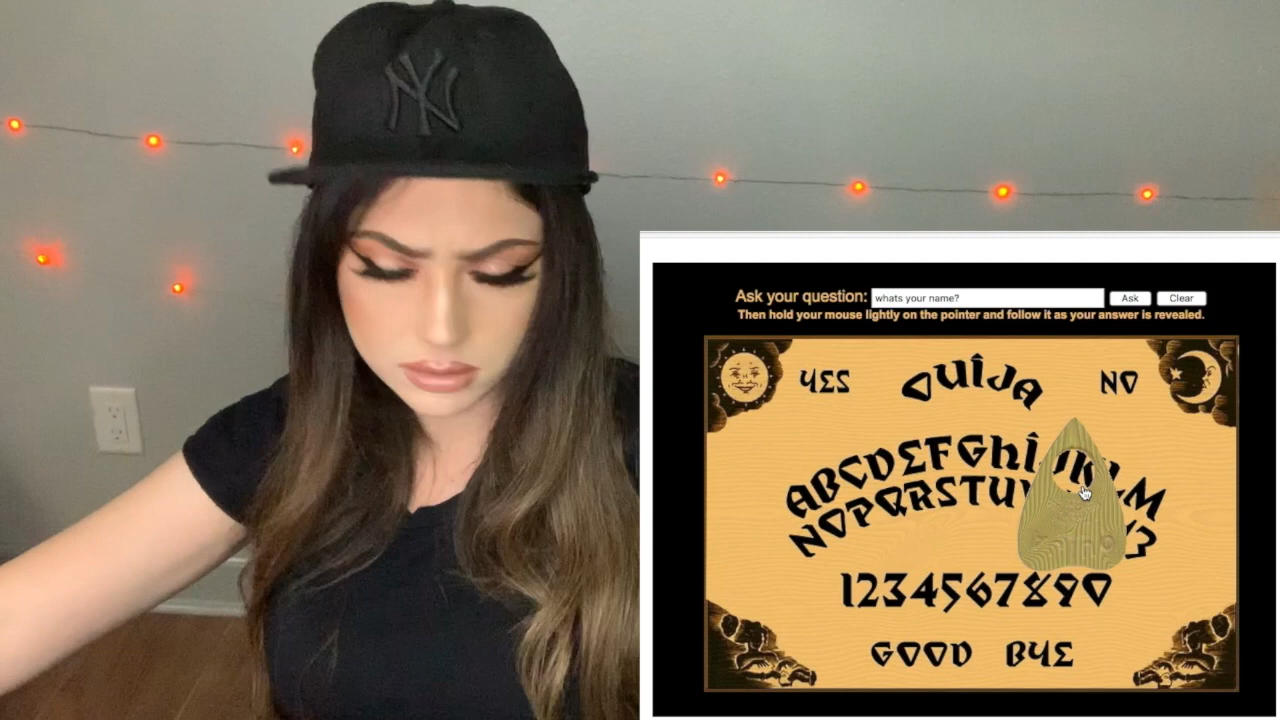 NY
Ask your question: whats your name? Ask Clear
Then hold your mouse lightly on the pointer and follow it as your answer is revealed.
YES OUIJA NO
ABCDEFGHI M
NOPQRSTU
1234567890
GOOD BYE